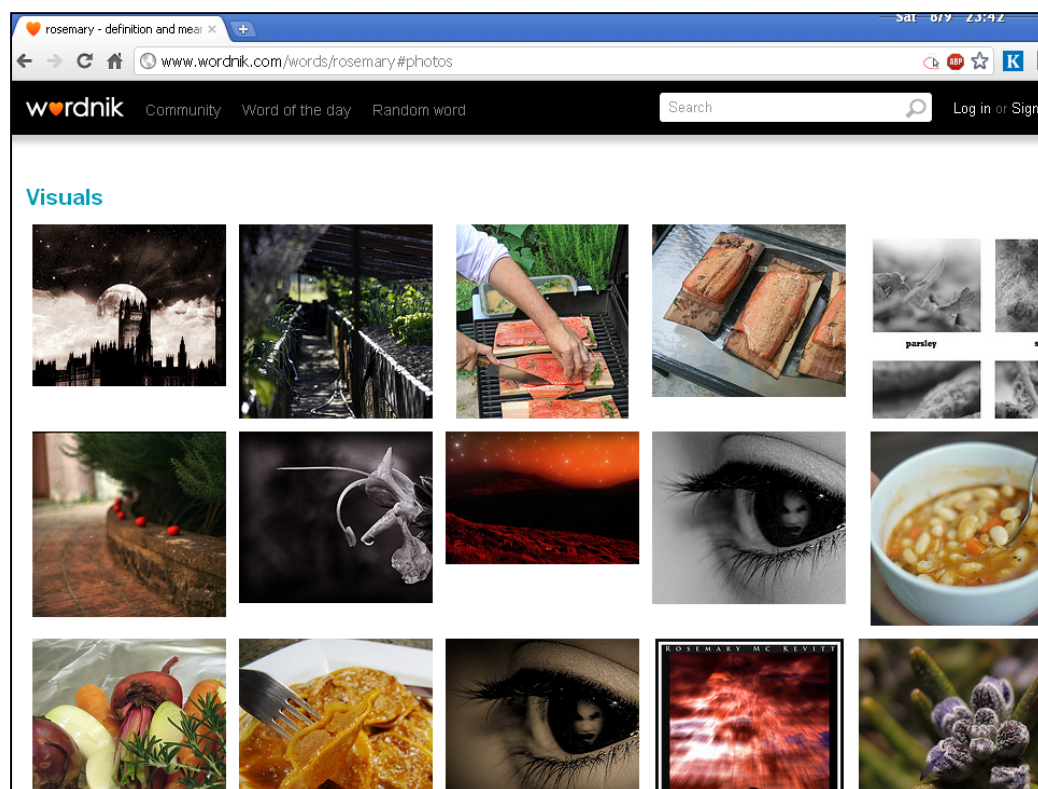 Sat 8/9 23:42
rosemary - definition and mear
www.wordnik.com/words/rosemary#photos
ABP
K
wordnik Community Word of the day Random word Search Log in or Sign
Visuals
parsley s
ROSEMARY MC KEVITT